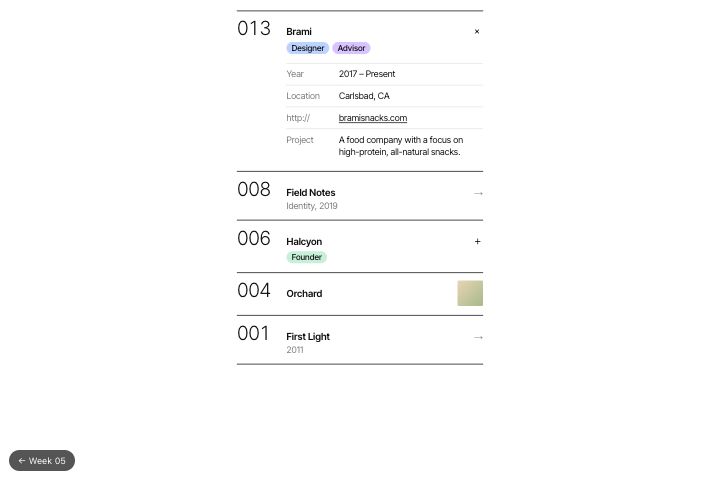 013 Brami ×
Designer Advisor
Year 2017 – Present
Location Carlsbad, CA
http:// bramisnacks.com
Project A food company with a focus on
high-protein, all-natural snacks.
008 Field Notes →
Identity, 2019
006 Halcyon +
Founder
004 Orchard
001 First Light →
2011
← Week 05